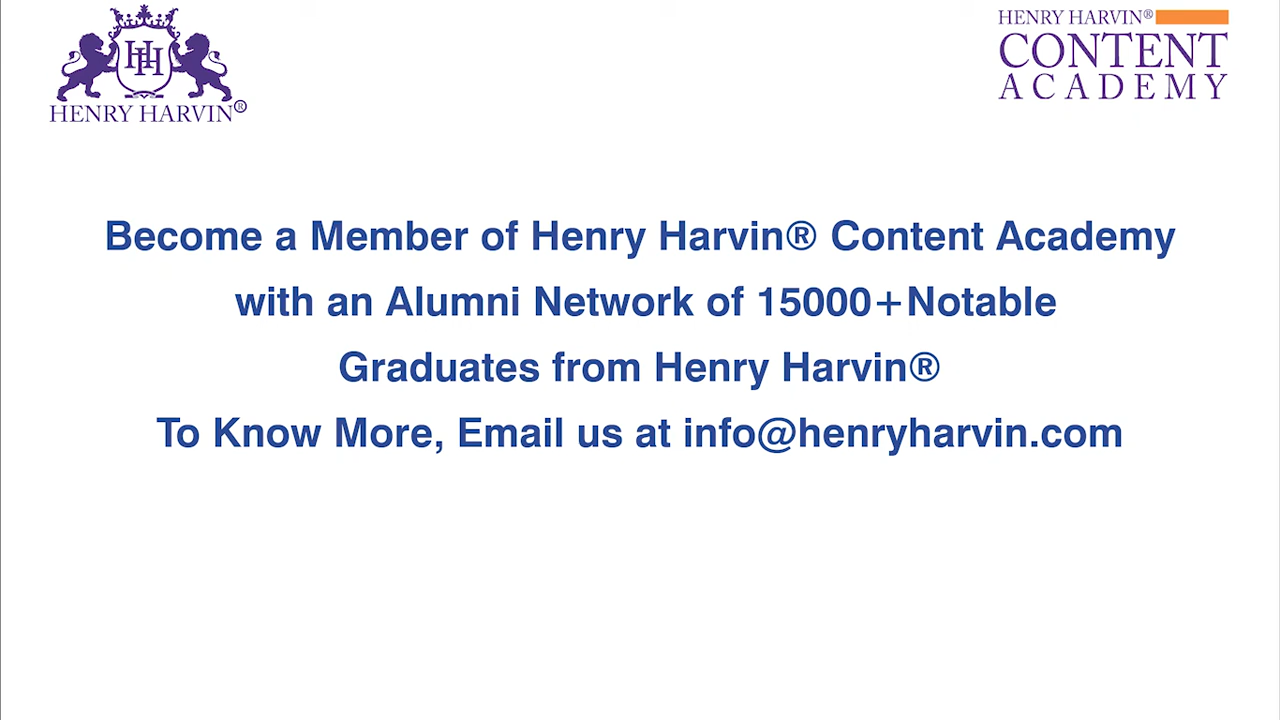 HH
HENRY HARVIN®
HENRY HARVIN®
CONTENT
ACADEMY
Become a Member of Henry Harvin® Content Academy
with an Alumni Network of 15000+Notable
Graduates from Henry Harvin®
To Know More, Email us at info@henryharvin.com